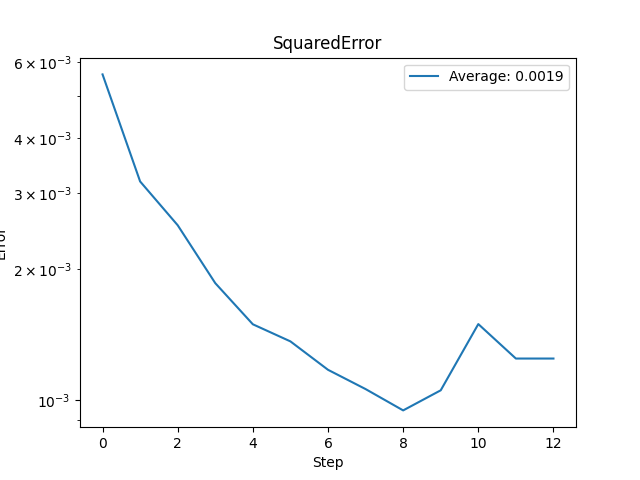 SquaredError
6 × 10⁻³
4 × 10⁻³
3 × 10⁻³
2 × 10⁻³
10⁻³
Error
Average: 0.0019
0 2 4 6 8 10 12
Step